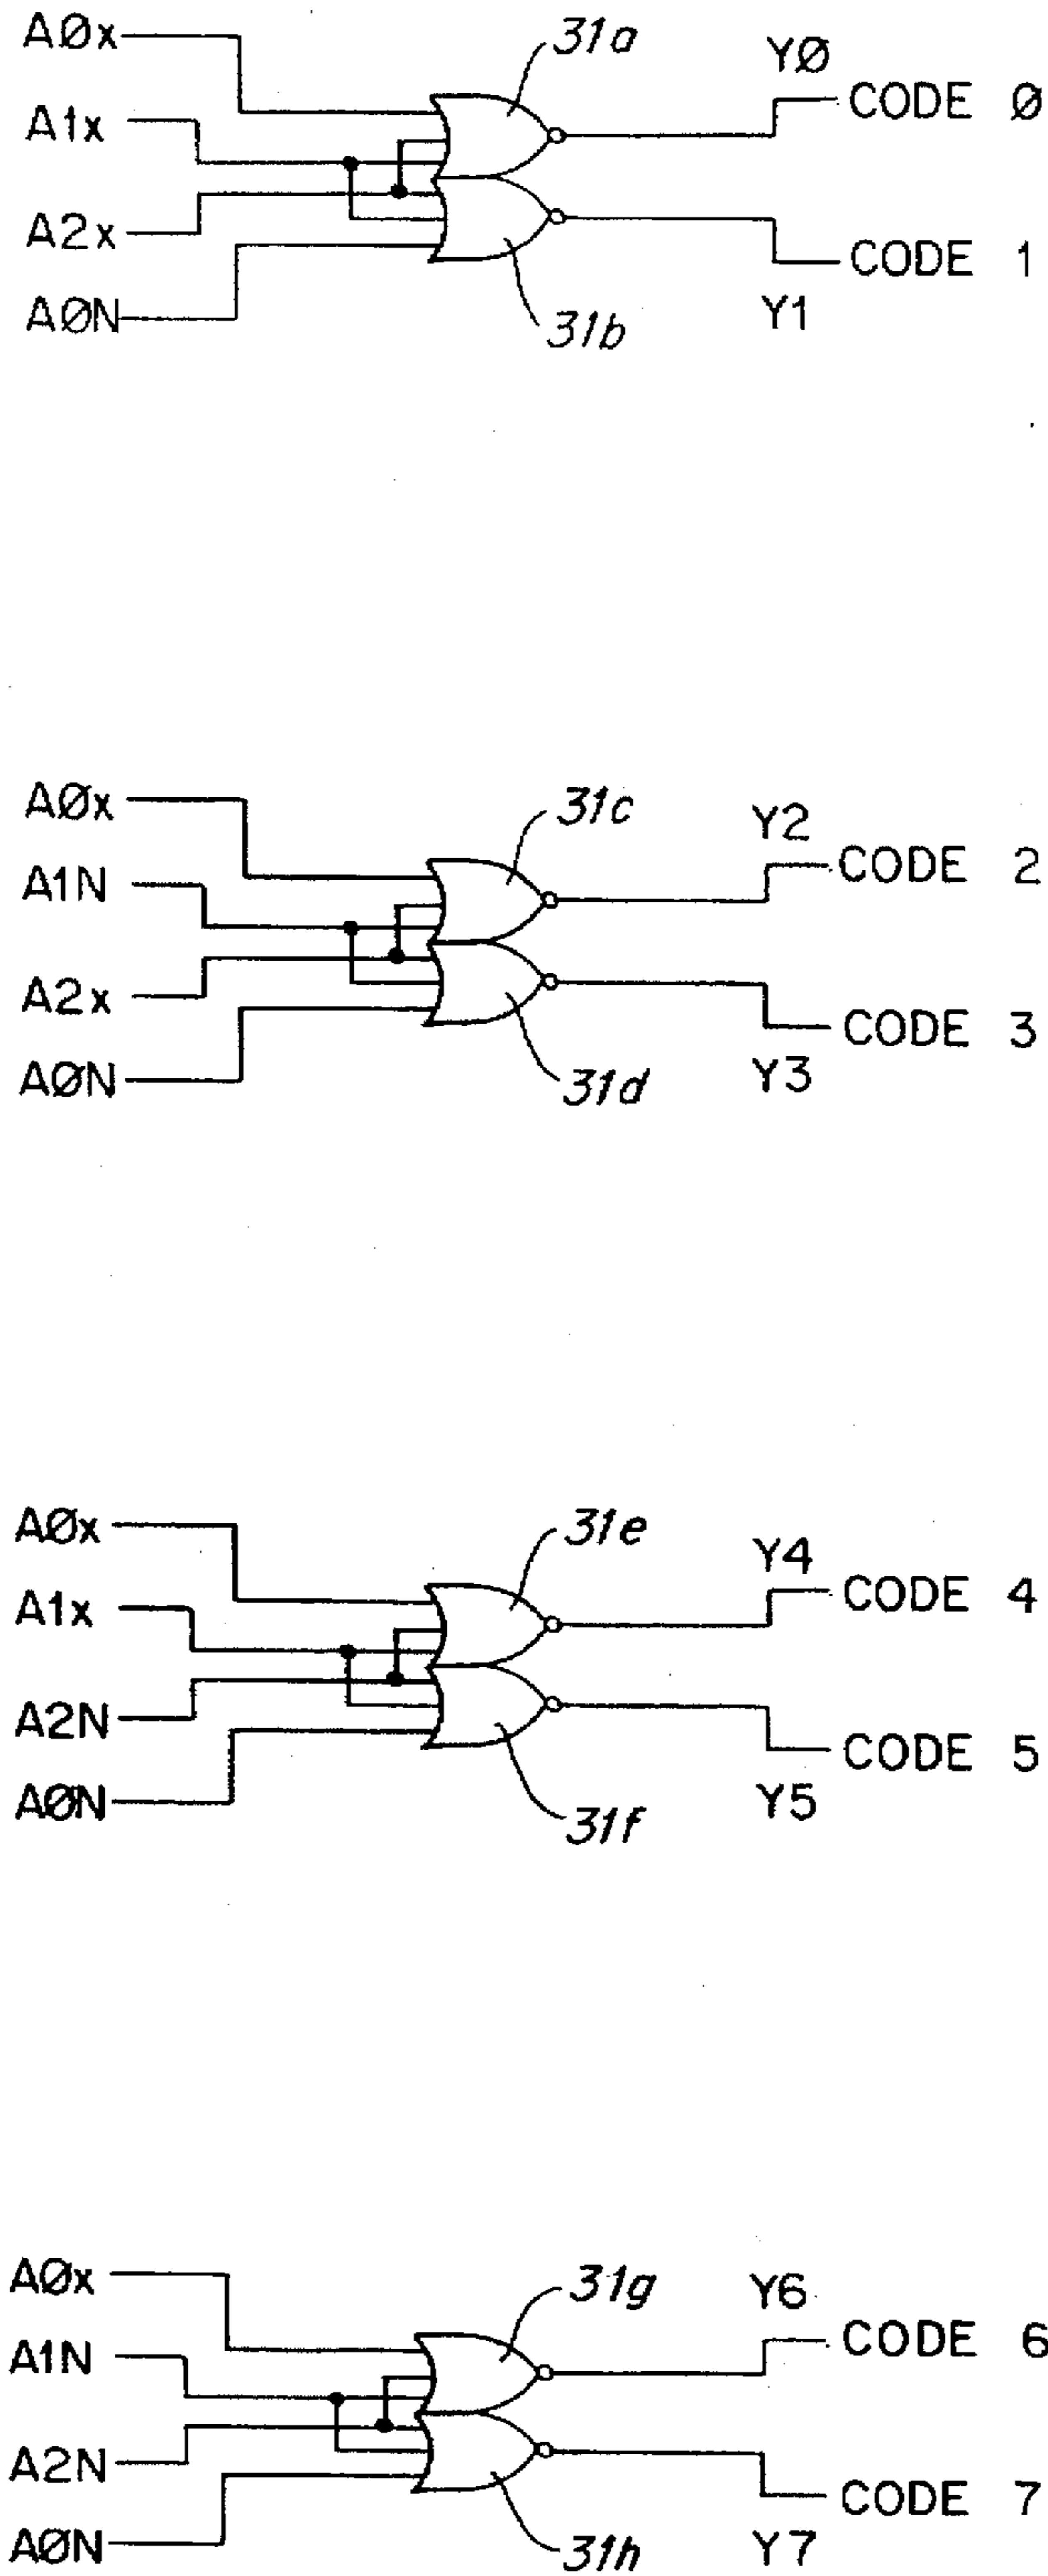 AØx
31a
YØ
CODE Ø
A1x
A2x
CODE 1
AØN
31b
Y1
AØx
31c
Y2
CODE 2
A1N
A2x
CODE 3
AØN
31d
Y3
AØx
31e
Y4
CODE 4
A1x
A2N
CODE 5
AØN
31f
Y5
AØx
31g
Y6
CODE 6
A1N
A2N
CODE 7
AØN
31h
Y7